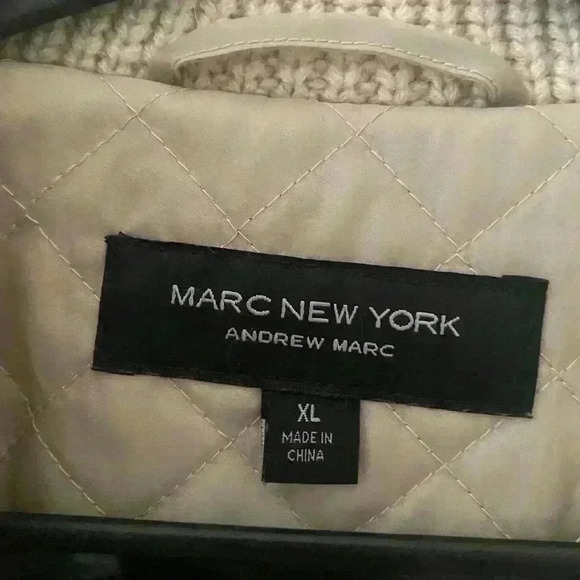 MARC NEW YORK
ANDREW MARC
XL
MADE IN
CHINA